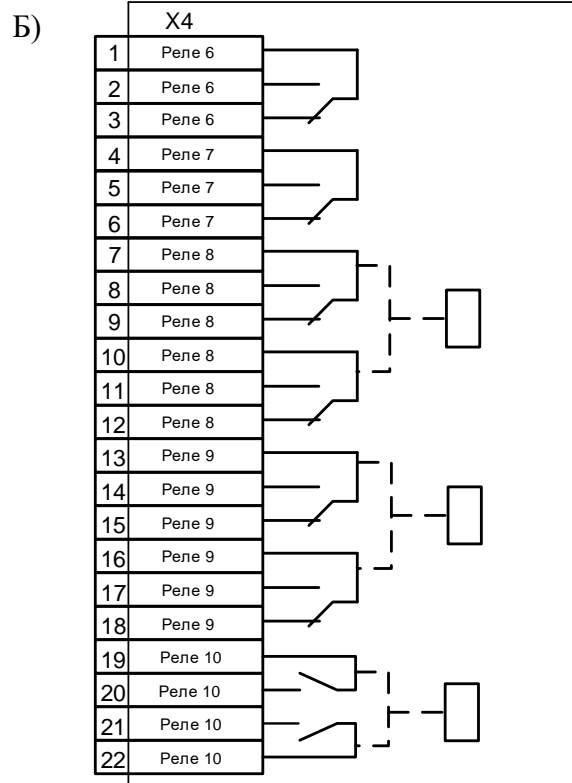 Б)
X4
1 Реле 6
2 Реле 6
3 Реле 6
4 Реле 7
5 Реле 7
6 Реле 7
7 Реле 8
8 Реле 8
9 Реле 8
10 Реле 8
11 Реле 8
12 Реле 8
13 Реле 9
14 Реле 9
15 Реле 9
16 Реле 9
17 Реле 9
18 Реле 9
19 Реле 10
20 Реле 10
21 Реле 10
22 Реле 10